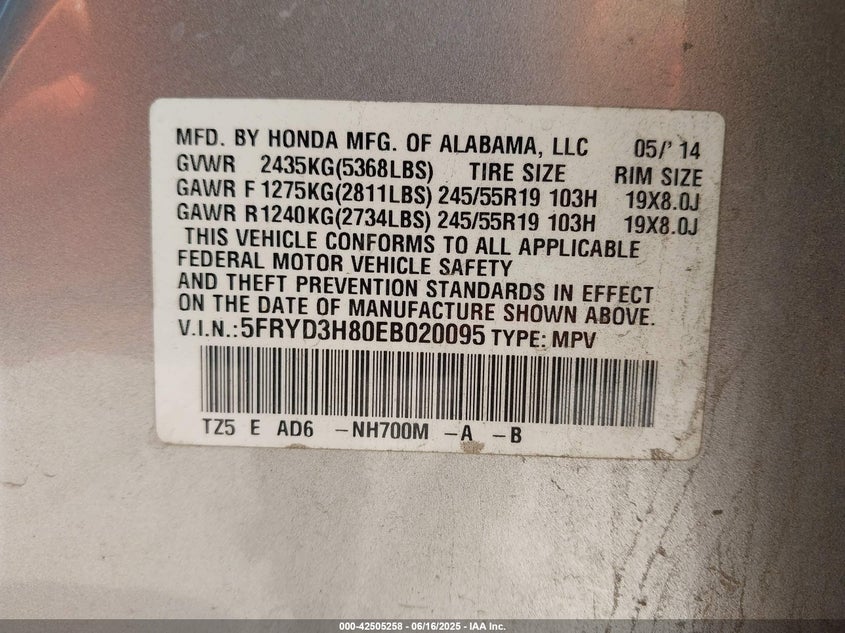 MFD. BY HONDA MFG. OF ALABAMA, LLC 05/' 14
GVWR 2435KG(5368LBS) TIRE SIZE RIM SIZE
GAWR F 1275KG(2811LBS) 245/55R19 103H 19X8.0J
GAWR R1240KG(2734LBS) 245/55R19 103H 19X8.0J
THIS VEHICLE CONFORMS TO ALL APPLICABLE
FEDERAL MOTOR VEHICLE SAFETY
AND THEFT PREVENTION STANDARDS IN EFFECT
ON THE DATE OF MANUFACTURE SHOWN ABOVE.
V.I.N.:5FRYD3H80EB020095 TYPE: MPV
TZ5 E AD6 -NH700M -A -B
000-42505258 - 06/16/2025 - IAA Inc.